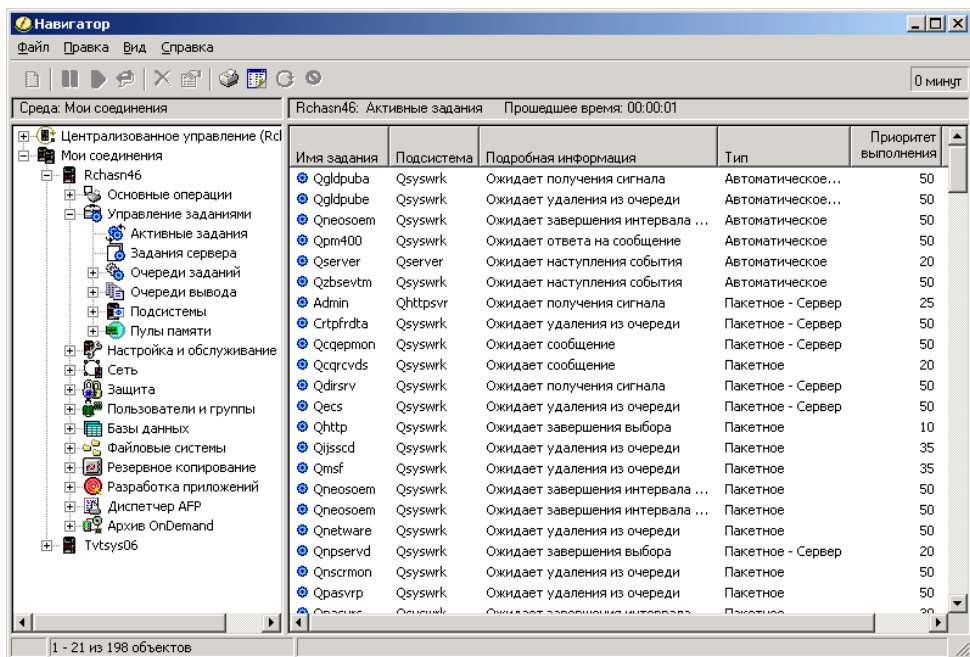 Навигатор
Файл Правка Вид Справка
0 минут
Среда: Мои соединения
Rchasn46: Активные задания Прошедшее время: 00:00:01
Централизованное управление (Rcl
Мои соединения
Rchasn46
Основные операции
Управление заданиями
Активные задания
Задания сервера
Очереди заданий
Очереди вывода
Подсистемы
Пулы памяти
Настройка и обслуживание
Сеть
Защита
Пользователи и группы
Базы данных
Файловые системы
Резервное копирование
Разработка приложений
Диспетчер AFP
Архив OnDemand
Tvtsys06
Имя задания Подсистема Подробная информация Тип Приоритет выполнения
Qgldpuba Qsyswrk Ожидает получения сигнала Автоматическое... 50
Qgldpube Qsyswrk Ожидает удаления из очереди Автоматическое... 50
Qneosoem Qsyswrk Ожидает завершения интервала ... Автоматическое 50
Qpm400 Qsyswrk Ожидает ответа на сообщение Автоматическое 50
Qserver Qserver Ожидает наступления события Автоматическое 20
Qzbsevtm Qsyswrk Ожидает наступления события Автоматическое 50
Admin Qhttpsvr Ожидает получения сигнала Пакетное - Сервер 25
Crtpfrdta Qsyswrk Ожидает удаления из очереди Пакетное - Сервер 50
Qcqepmon Qsyswrk Ожидает сообщение Пакетное - Сервер 50
Qcqrcvds Qsyswrk Ожидает сообщение Пакетное 20
Qdirsrv Qsyswrk Ожидает получения сигнала Пакетное - Сервер 50
Qecs Qsyswrk Ожидает удаления из очереди Пакетное - Сервер 50
Qhttp Qsyswrk Ожидает завершения выбора Пакетное 10
Qijsscd Qsyswrk Ожидает удаления из очереди Пакетное 35
Qmsf Qsyswrk Ожидает удаления из очереди Пакетное 35
Qneosoem Qsyswrk Ожидает завершения интервала ... Пакетное 50
Qneosoem Qsyswrk Ожидает завершения интервала ... Пакетное 50
Qnetware Qsyswrk Ожидает удаления из очереди Пакетное 50
Qnpservd Qsyswrk Ожидает завершения выбора Пакетное - Сервер 20
Qnscrmon Qsyswrk Ожидает удаления из очереди Пакетное 50
Qpasvrp Qsyswrk Ожидает удаления из очереди Пакетное 50
1 - 21 из 198 объектов